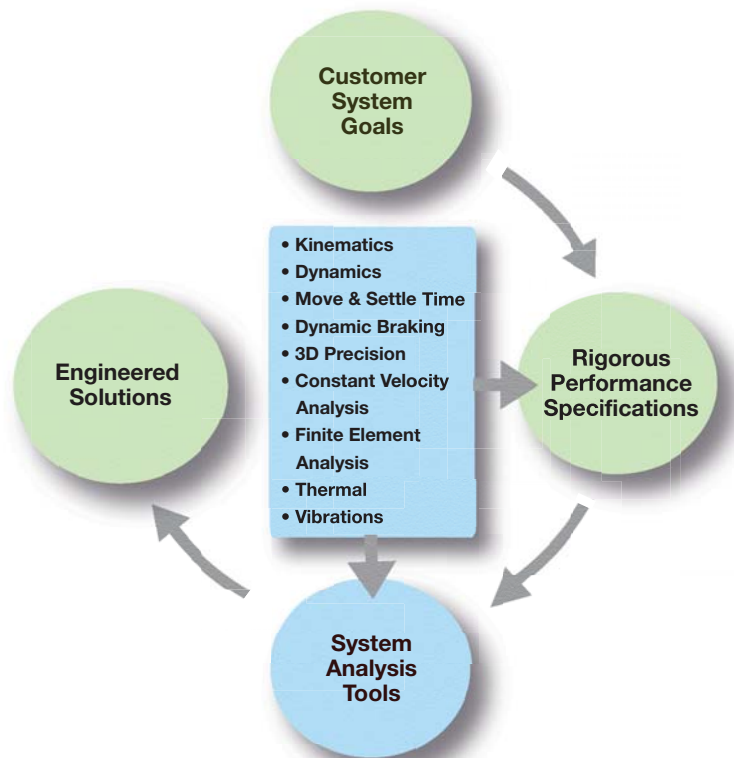 Customer
System
Goals
• Kinematics
• Dynamics
• Move & Settle Time
• Dynamic Braking
• 3D Precision
• Constant Velocity
Analysis
• Finite Element
Analysis
• Thermal
• Vibrations
Engineered
Solutions
Rigorous
Performance
Specifications
System
Analysis
Tools